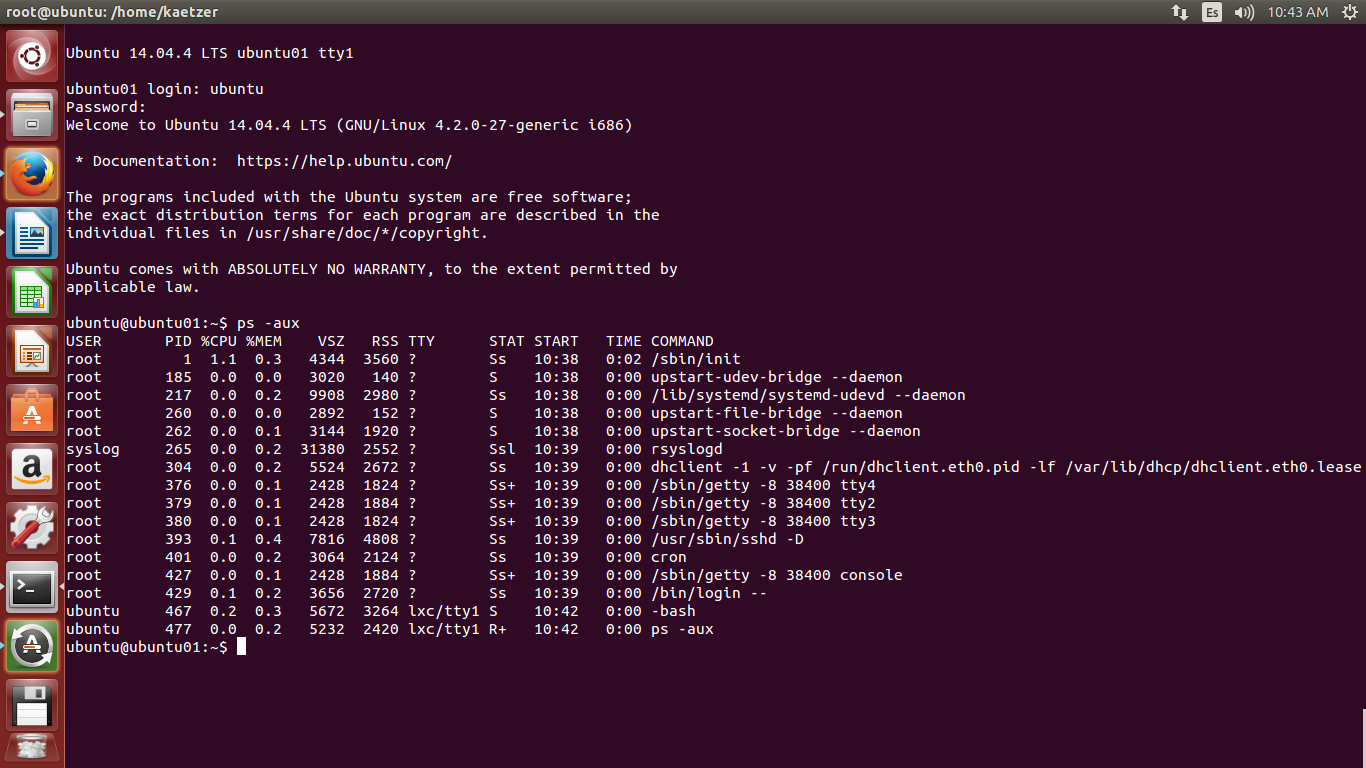 root@ubuntu: /home/kaetzer
Es
10:43 AM
Ubuntu 14.04.4 LTS ubuntu01 tty1
ubuntu01 login: ubuntu
Password:
Welcome to Ubuntu 14.04.4 LTS (GNU/Linux 4.2.0-27-generic i686)
* Documentation:  https://help.ubuntu.com/
The programs included with the Ubuntu system are free software;
the exact distribution terms for each program are described in the
individual files in /usr/share/doc/*/copyright.
Ubuntu comes with ABSOLUTELY NO WARRANTY, to the extent permitted by
applicable law.
ubuntu@ubuntu01:~$ ps -aux
USER       PID %CPU %MEM    VSZ   RSS TTY      STAT START   TIME COMMAND
root         1  1.1  0.3   4344  3560 ?        Ss   10:38   0:02 /sbin/init
root       185  0.0  0.0   3020   140 ?        S    10:38   0:00 upstart-udev-bridge --daemon
root       217  0.0  0.2   9908  2980 ?        Ss   10:38   0:00 /lib/systemd/systemd-udevd --daemon
root       260  0.0  0.0   2892   152 ?        S    10:38   0:00 upstart-file-bridge --daemon
root       262  0.0  0.1   3144  1920 ?        S    10:38   0:00 upstart-socket-bridge --daemon
syslog     265  0.0  0.2  31380  2552 ?        Ssl  10:39   0:00 rsyslogd
root       304  0.0  0.2   5524  2672 ?        Ss   10:39   0:00 dhclient -1 -v -pf /run/dhclient.eth0.pid -lf /var/lib/dhcp/dhclient.eth0.lease
root       376  0.0  0.1   2428  1824 ?        Ss+  10:39   0:00 /sbin/getty -8 38400 tty4
root       379  0.0  0.1   2428  1884 ?        Ss+  10:39   0:00 /sbin/getty -8 38400 tty2
root       380  0.0  0.1   2428  1824 ?        Ss+  10:39   0:00 /sbin/getty -8 38400 tty3
root       393  0.1  0.4   7816  4808 ?        Ss   10:39   0:00 /usr/sbin/sshd -D
root       401  0.0  0.2   3064  2124 ?        Ss   10:39   0:00 cron
root       427  0.0  0.1   2428  1884 ?        Ss+  10:39   0:00 /sbin/getty -8 38400 console
root       429  0.1  0.2   3656  2720 ?        Ss   10:39   0:00 /bin/login --
ubuntu     467  0.2  0.3   5672  3264 lxc/tty1 S    10:42   0:00 -bash
ubuntu     477  0.0  0.2   5232  2420 lxc/tty1 R+   10:42   0:00 ps -aux
ubuntu@ubuntu01:~$